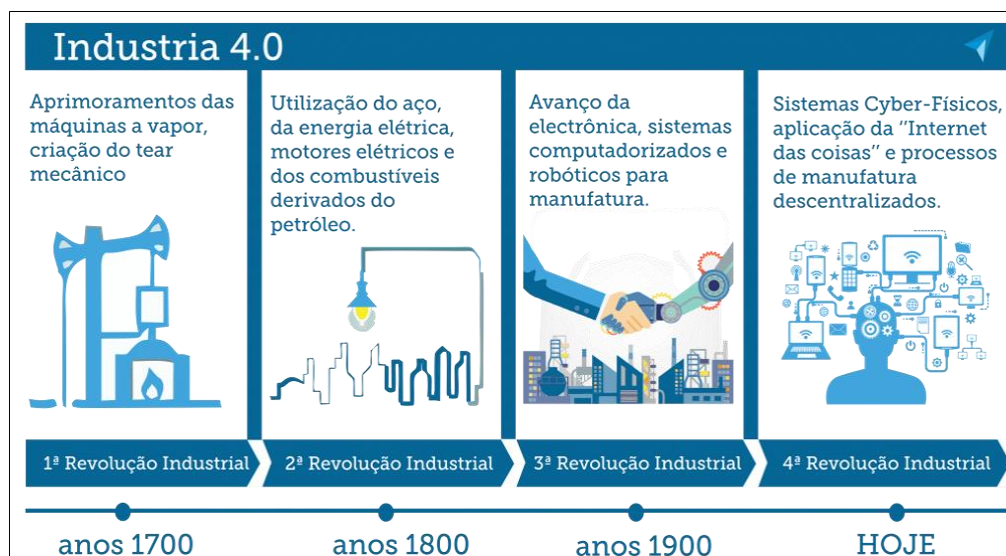 Industria 4.0
Aprimoramentos das
máquinas a vapor,
criação do tear
mecânico
Utilização do aço,
da energia elétrica,
motores elétricos e
dos combustíveis
derivados do
petróleo.
Avanço da
electrônica, sistemas
computadorizados e
robóticos para
manufatura.
Sistemas Cyber-Físicos,
aplicação da "Internet
das coisas" e processos
de manufatura
descentralizados.
1ª Revolução Industrial
2ª Revolução Industrial
3ª Revolução Industrial
4ª Revolução Industrial
anos 1700
anos 1800
anos 1900
HOJE